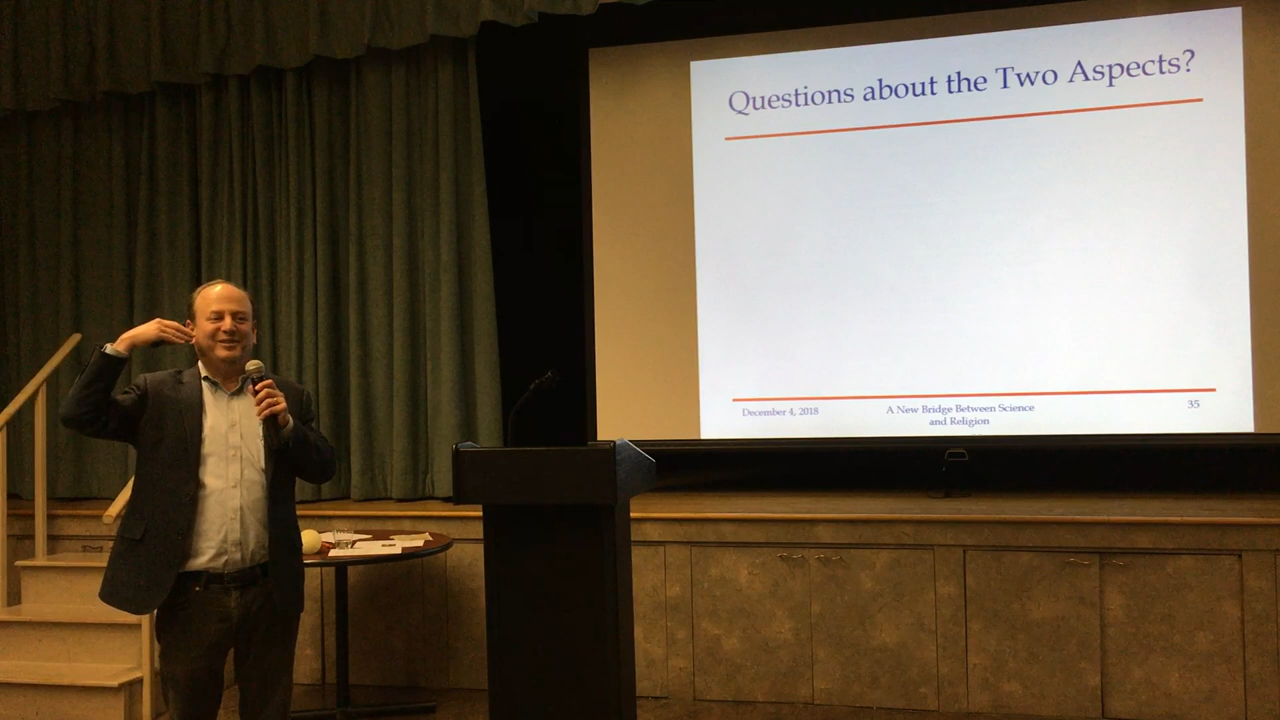 Questions about the Two Aspects?
December 4, 2018
A New Bridge Between Science
and Religion
35